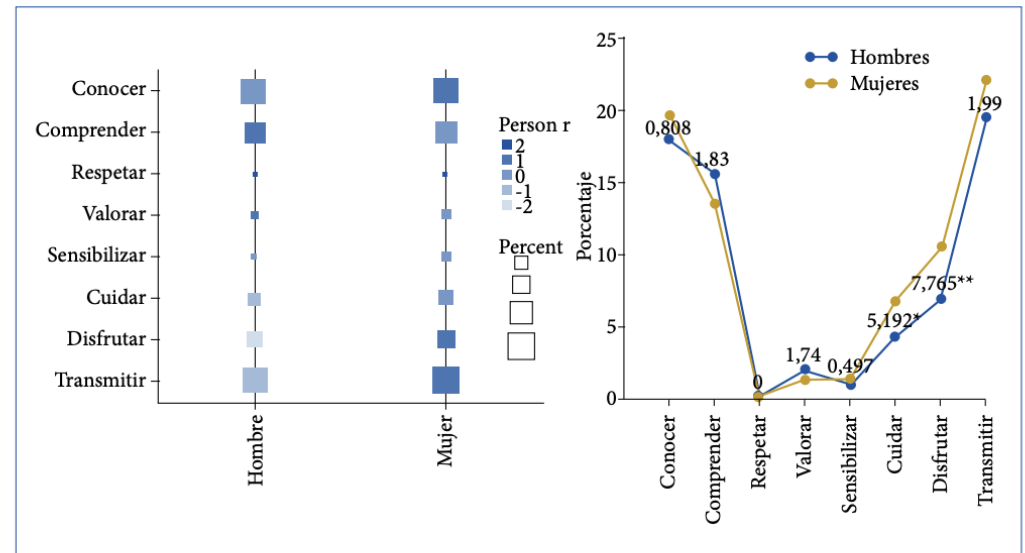 Conocer
Comprender
Respetar
Valorar
Sensibilizar
Cuidar
Disfrutar
Transmitir
Hombre
Mujer
Person r
2
1
0
-1
-2
Percent
Hombres
Mujeres
Porcentaje
25
20
15
10
5
0
0,808
1,83
0
1,74
0,497
5,192*
7,765**
1,99
Conocer
Comprender
Respetar
Valorar
Sensibilizar
Cuidar
Disfrutar
Transmitir